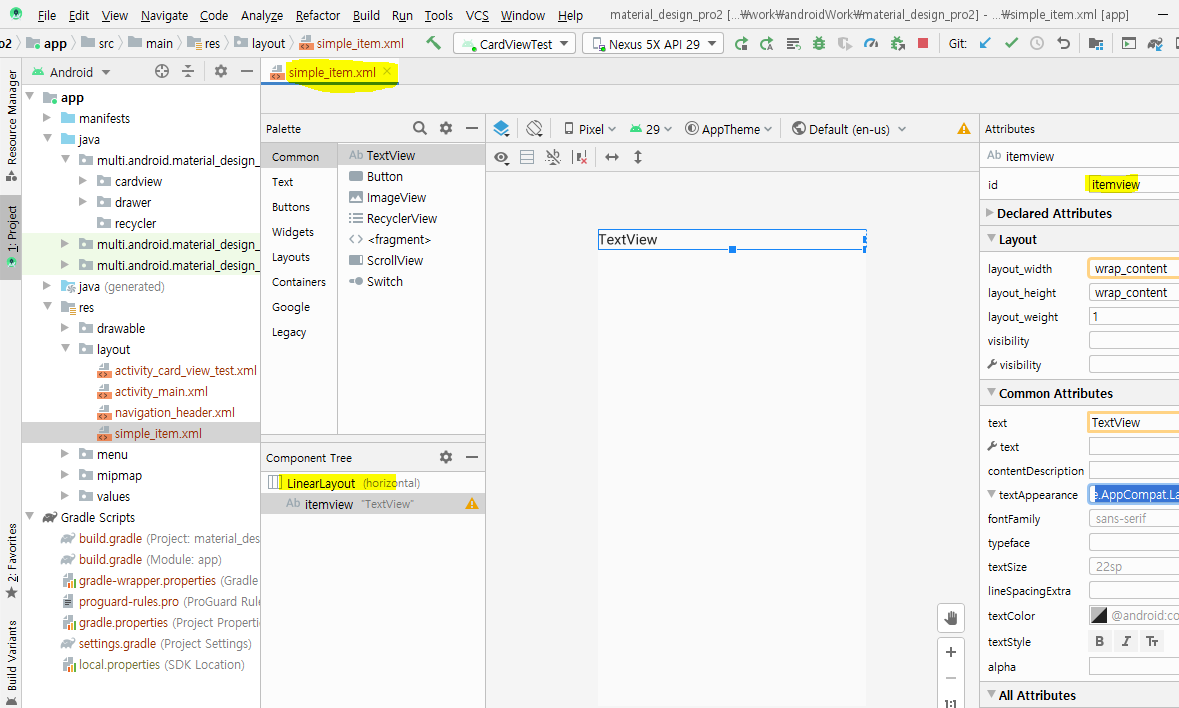 File Edit View Navigate Code Analyze Refactor Build Run Tools VCS Window Help material_design_pro2 [...₩work₩androidWork₩material_design_pro2] - ...₩simple_item.xml [app]
o2 app src main res layout simple_item.xml CardViewTest Nexus 5X API 29 Git:
Resource Manager
1: Project
2: Favorites
Build Variants
Android
app
manifests
java
multi.android.material_design_
cardview
drawer
recycler
multi.android.material_design_
multi.android.material_design_
java (generated)
res
drawable
layout
activity_card_view_test.xml
activity_main.xml
navigation_header.xml
simple_item.xml
menu
mipmap
values
Gradle Scripts
build.gradle (Project: material_des
build.gradle (Module: app)
gradle-wrapper.properties (Gradle
proguard-rules.pro (ProGuard Rule
gradle.properties (Project Properti
settings.gradle (Project Settings)
local.properties (SDK Location)
simple_item.xml
Palette
Common
Text
Buttons
Widgets
Layouts
Containers
Google
Legacy
Ab TextView
Button
ImageView
RecyclerView
<fragment>
ScrollView
Switch
Component Tree
LinearLayout (horizontal)
Ab itemview "TextView"
Pixel 29 AppTheme Default (en-us)
TextView
1:1
Attributes
Ab itemview
id itemview
Declared Attributes
Layout
layout_width wrap_content
layout_height wrap_content
layout_weight 1
visibility
visibility
Common Attributes
text TextView
text
contentDescription
textAppearance e.AppCompat.La
fontFamily sans-serif
typeface
textSize 22sp
lineSpacingExtra
textColor @android:co
textStyle B I Tт
alpha
All Attributes